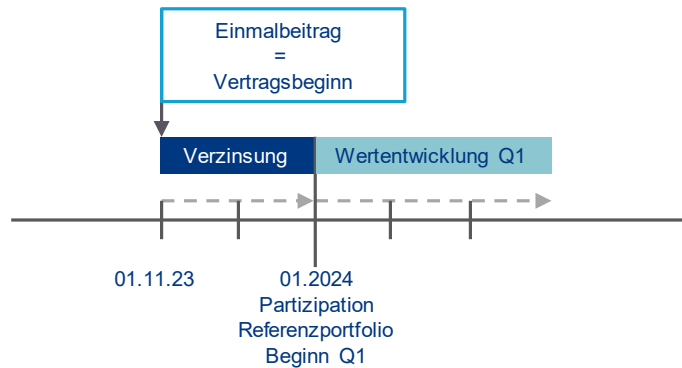 Einmalbeitrag
=
Vertragsbeginn
Verzinsung
Wertentwicklung Q1
01.11.23
01.2024
Partizipation
Referenzportfolio
Beginn Q1